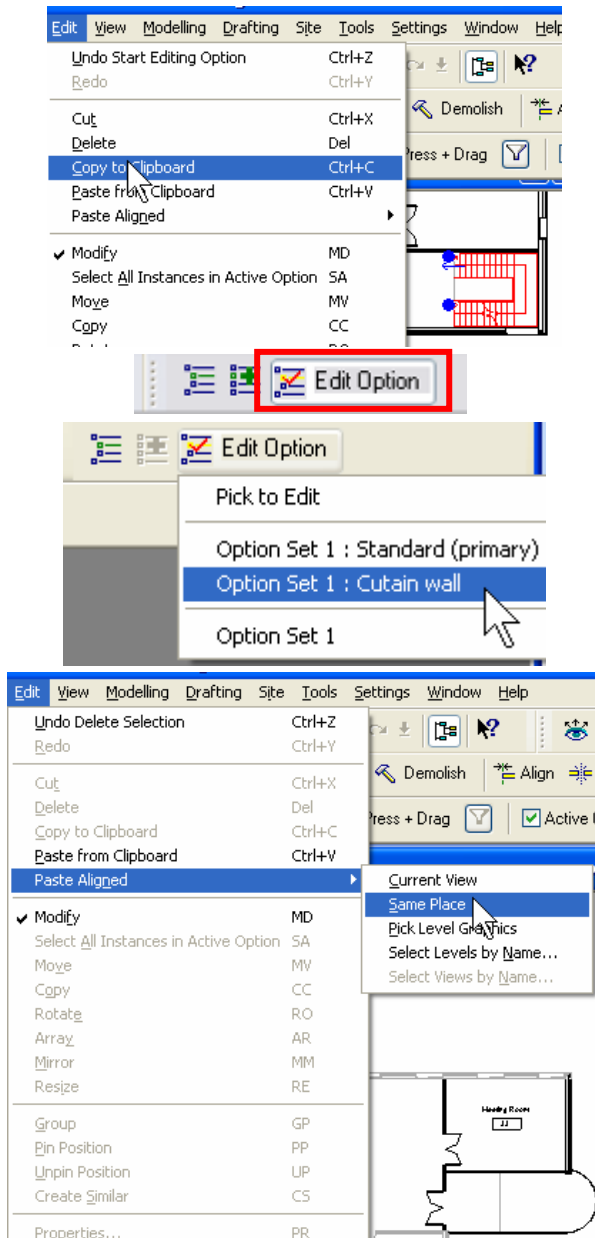 Edit View Modelling Drafting Site Tools Settings Window Help
Undo Start Editing Option Ctrl+Z
Redo Ctrl+Y
Cut Ctrl+X
Demolish
Delete Del
Press + Drag
Copy to Clipboard Ctrl+C
Paste from Clipboard Ctrl+V
Paste Aligned
Modify MD
Select All Instances in Active Option SA
Move MV
Copy CC
Edit Option
Edit Option
Pick to Edit
Option Set 1 : Standard (primary)
Option Set 1 : Cutain wall
Option Set 1
Edit View Modelling Drafting Site Tools Settings Window Help
Undo Delete Selection Ctrl+Z
Redo Ctrl+Y
Cut Ctrl+X
Demolish Align
Delete Del
Press + Drag Active
Copy to Clipboard Ctrl+C
Paste from Clipboard Ctrl+V
Paste Aligned
Current View
Same Place
Pick Level Graphics
Select Levels by Name...
Select Views by Name...
Modify MD
Select All Instances in Active Option SA
Move MV
Copy CC
Rotate RO
Array AR
Mirror MM
Resize RE
Group GP
Pin Position PP
Unpin Position UP
Create Similar CS
Properties... PR